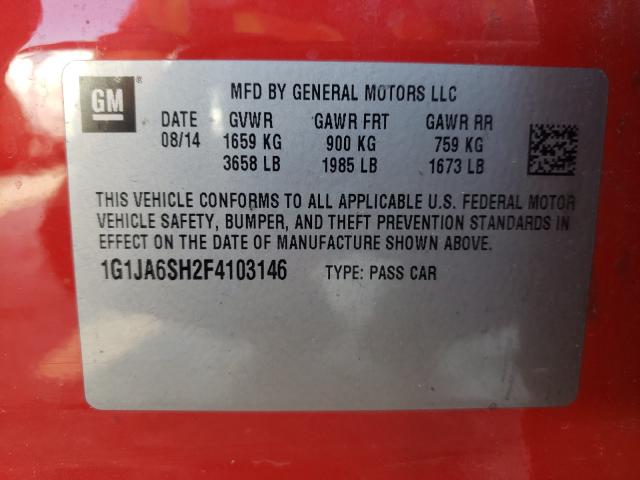 GM ®
MFD BY GENERAL MOTORS LLC
DATE GVWR GAWR FRT GAWR RR
08/14 1659 KG 900 KG 759 KG
3658 LB 1985 LB 1673 LB
THIS VEHICLE CONFORMS TO ALL APPLICABLE U.S. FEDERAL MOTOR
VEHICLE SAFETY, BUMPER, AND THEFT PREVENTION STANDARDS IN
EFFECT ON THE DATE OF MANUFACTURE SHOWN ABOVE.
1G1JA6SH2F4103146 TYPE: PASS CAR